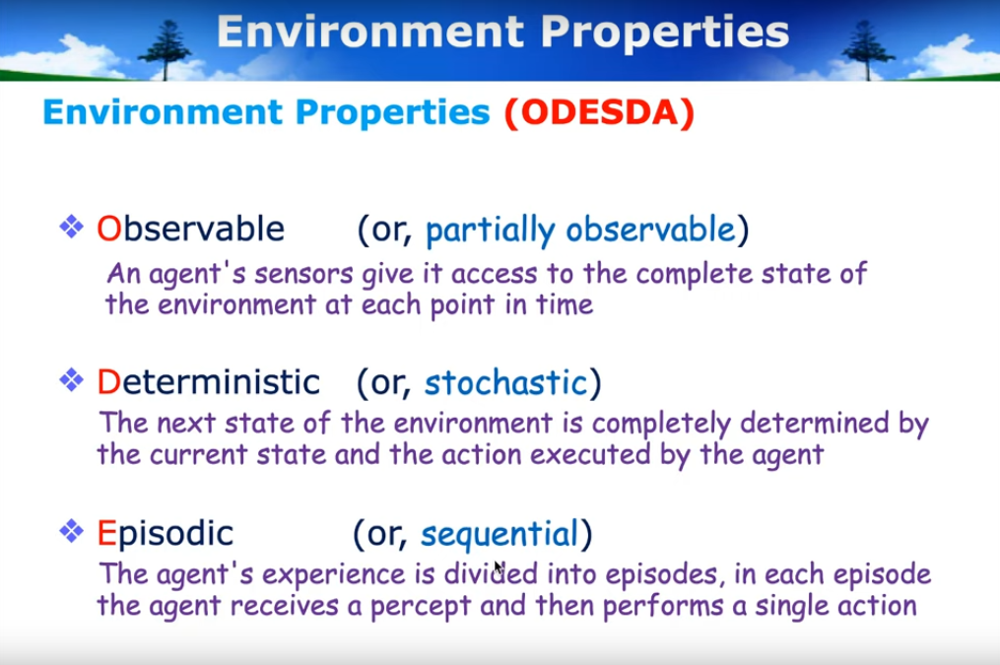 Environment Properties
Environment Properties (ODESDA)
Observable (or, partially observable)
An agent's sensors give it access to the complete state of
the environment at each point in time
Deterministic (or, stochastic)
The next state of the environment is completely determined by
the current state and the action executed by the agent
Episodic (or, sequential)
The agent's experience is divided into episodes, in each episode
the agent receives a percept and then performs a single action